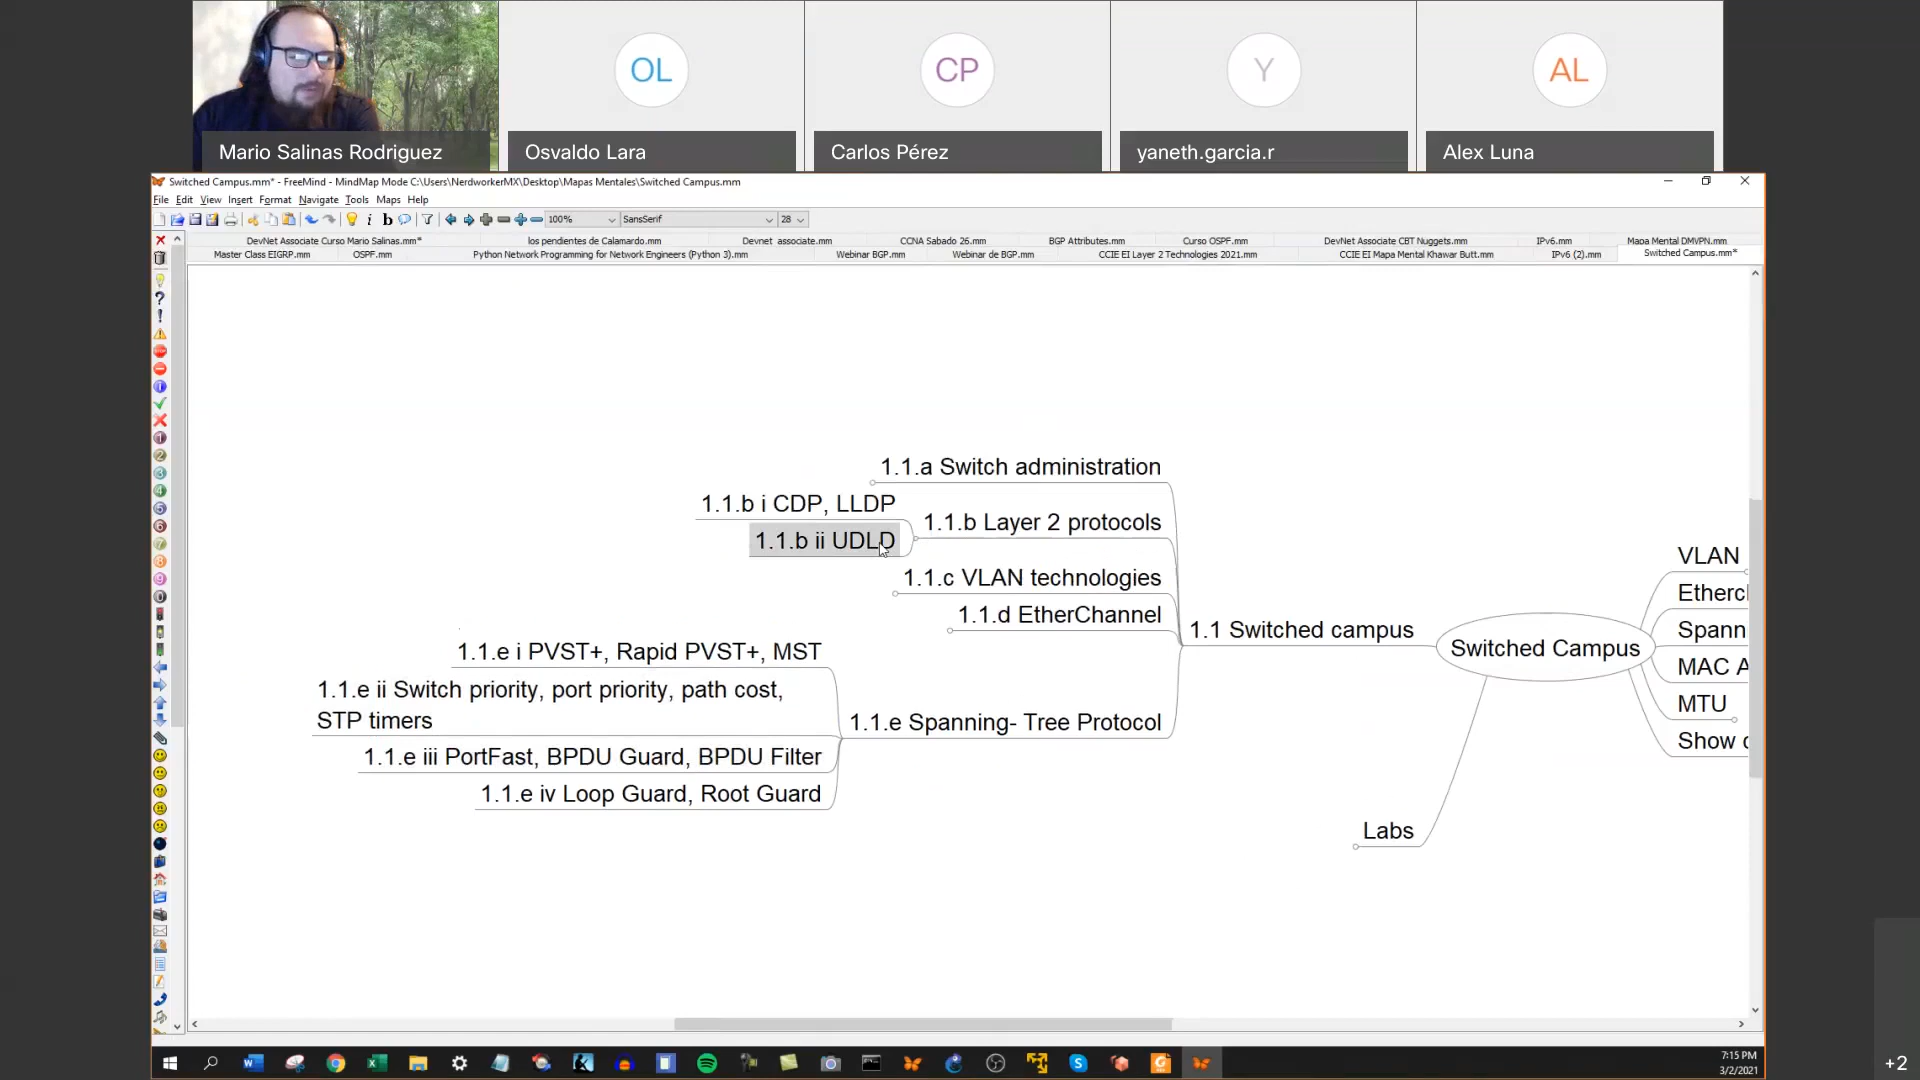 OL
CP
Y
AL
Mario Salinas Rodriguez
Osvaldo Lara
Carlos Pérez
yaneth.garcia.r
Alex Luna
Switched Campus.mm* - FreeMind - MindMap Mode C:\Users\NerdworkerMX\Desktop\Mapas Mentales\Switched Campus.mm
File Edit View Insert Format Navigate Tools Maps Help
100% SansSerif 28
DevNet Associate Curso Mario Salinas.mm* los pendientes de Calamardo.mm Devnet associate.mm CCNA Sabado 26.mm BGP Attributes.mm Curso OSPF.mm DevNet Associate CBT Nuggets.mm IPv6.mm Mapa Mental DMVPN.mm
Master Class EIGRP.mm OSPF.mm Python Network Programming for Network Engineers (Python 3).mm Webinar BGP.mm Webinar de BGP.mm CCIE EI Layer 2 Technologies 2021.mm CCIE EI Mapa Mental Khawar Butt.mm IPv6 (2).mm Switched Campus.mm*
1.1.a Switch administration
1.1.b i CDP, LLDP
1.1.b Layer 2 protocols
1.1.b ii UDLD
1.1.c VLAN technologies
1.1.d EtherChannel
1.1 Switched campus
1.1.e i PVST+, Rapid PVST+, MST
1.1.e ii Switch priority, port priority, path cost,
STP timers
1.1.e Spanning- Tree Protocol
1.1.e iii PortFast, BPDU Guard, BPDU Filter
1.1.e iv Loop Guard, Root Guard
Switched Campus
Labs
VLAN
Etherc
Spann
MAC A
MTU
Show
7:15 PM
3/2/2021
+2